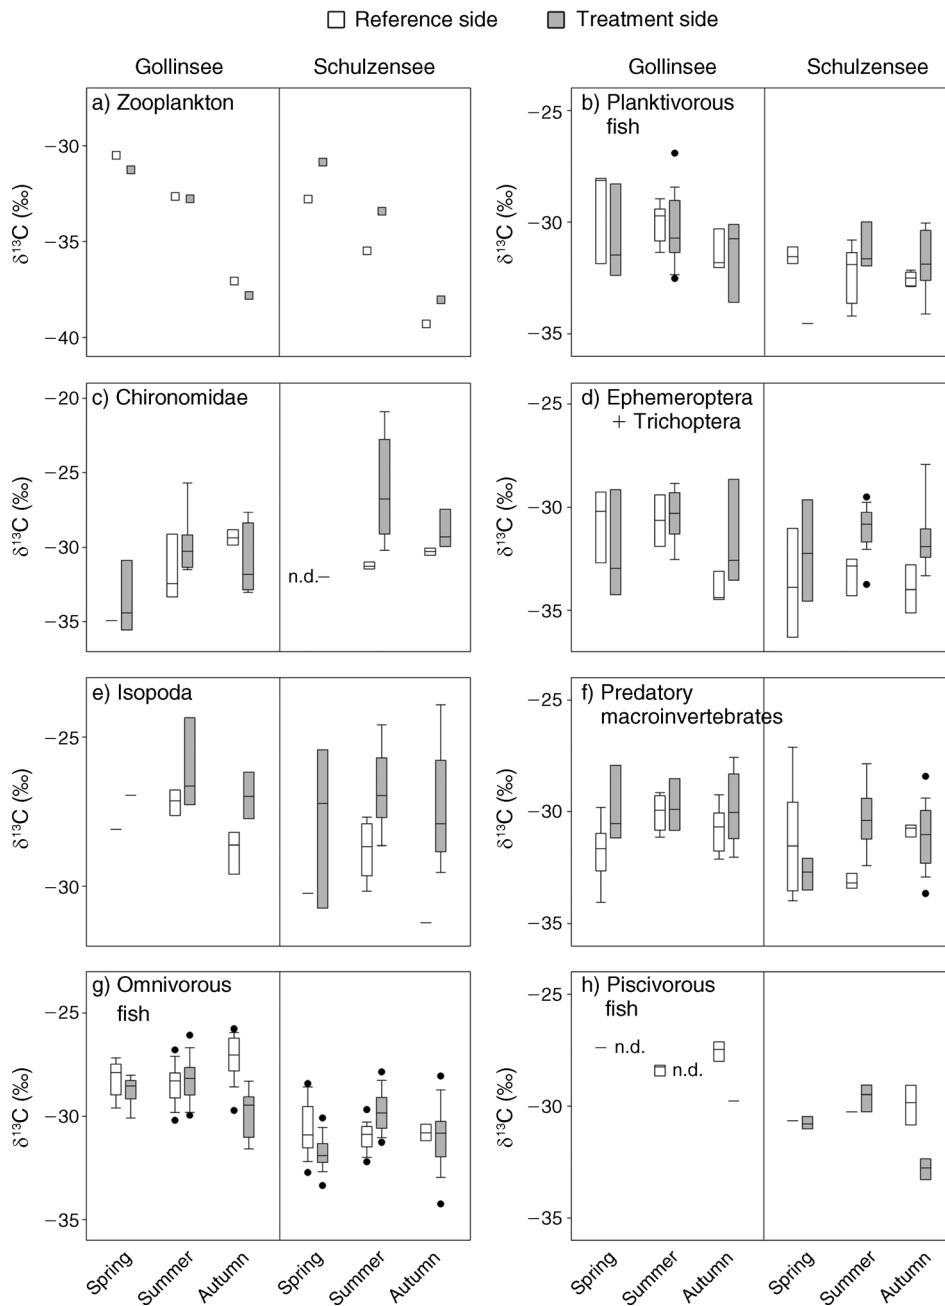 Reference side Treatment side
Gollinsee Schulzensee Gollinsee Schulzensee
a) Zooplankton
−30
−35
−40
δ¹³C (‰)
b) Planktivorous
fish
−25
−30
−35
δ¹³C (‰)
c) Chironomidae
−20
−25
−30
−35
δ¹³C (‰)
n.d.
d) Ephemeroptera
+ Trichoptera
−25
−30
−35
δ¹³C (‰)
e) Isopoda
−25
−30
δ¹³C (‰)
f) Predatory
macroinvertebrates
−25
−30
−35
δ¹³C (‰)
g) Omnivorous
fish
−25
−30
−35
δ¹³C (‰)
Spring Summer Autumn Spring Summer Autumn
h) Piscivorous
fish
−25
−30
−35
δ¹³C (‰)
n.d.
n.d.
Spring Summer Autumn Spring Summer Autumn